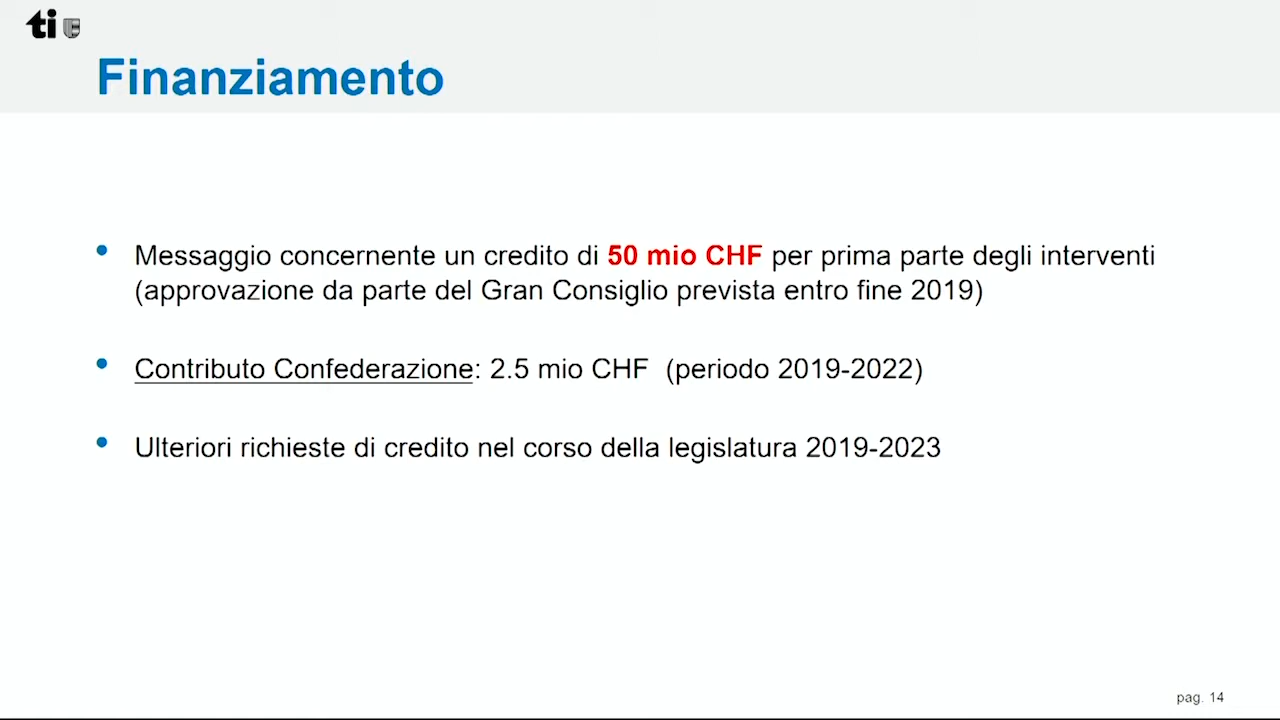 ti
Finanziamento
• Messaggio concernente un credito di 50 mio CHF per prima parte degli interventi
(approvazione da parte del Gran Consiglio prevista entro fine 2019)
• Contributo Confederazione: 2.5 mio CHF (periodo 2019-2022)
• Ulteriori richieste di credito nel corso della legislatura 2019-2023
pag. 14